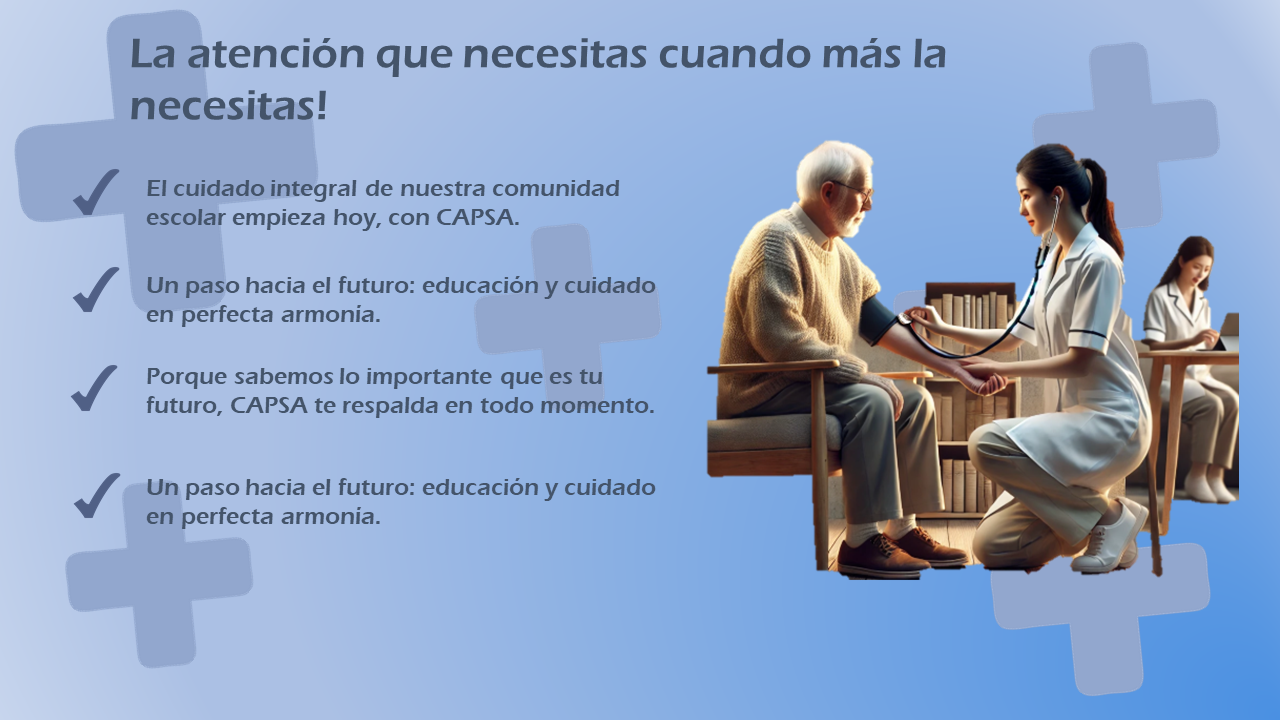 La atención que necesitas cuando más la
necesitas!
El cuidado integral de nuestra comunidad
escolar empieza hoy, con CAPSA.
Un paso hacia el futuro: educación y cuidado
en perfecta armonía.
Porque sabemos lo importante que es tu
futuro, CAPSA te respalda en todo momento.
Un paso hacia el futuro: educación y cuidado
en perfecta armonía.